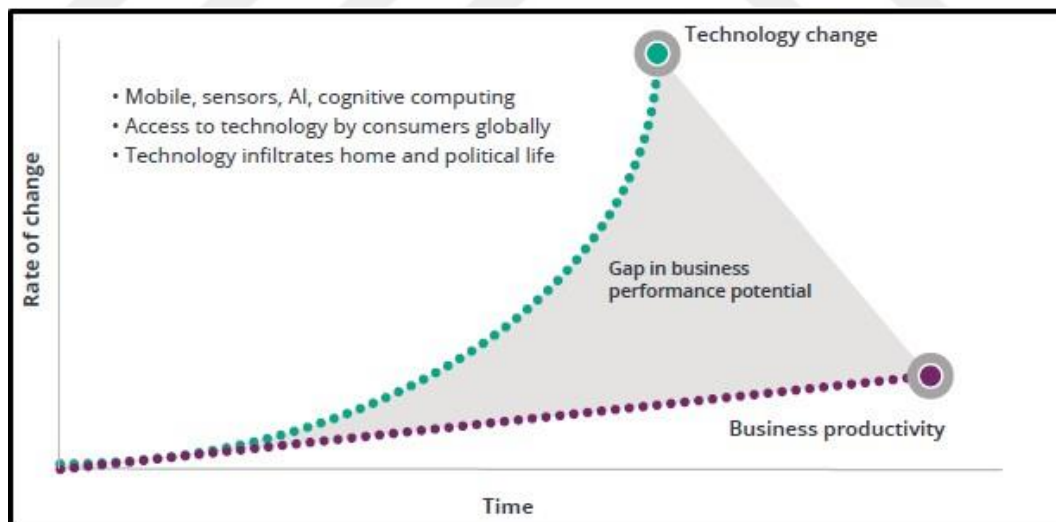 Technology change
• Mobile, sensors, AI, cognitive computing
• Access to technology by consumers globally
• Technology infiltrates home and political life
Rate of change
Gap in business
performance potential
Business productivity
Time